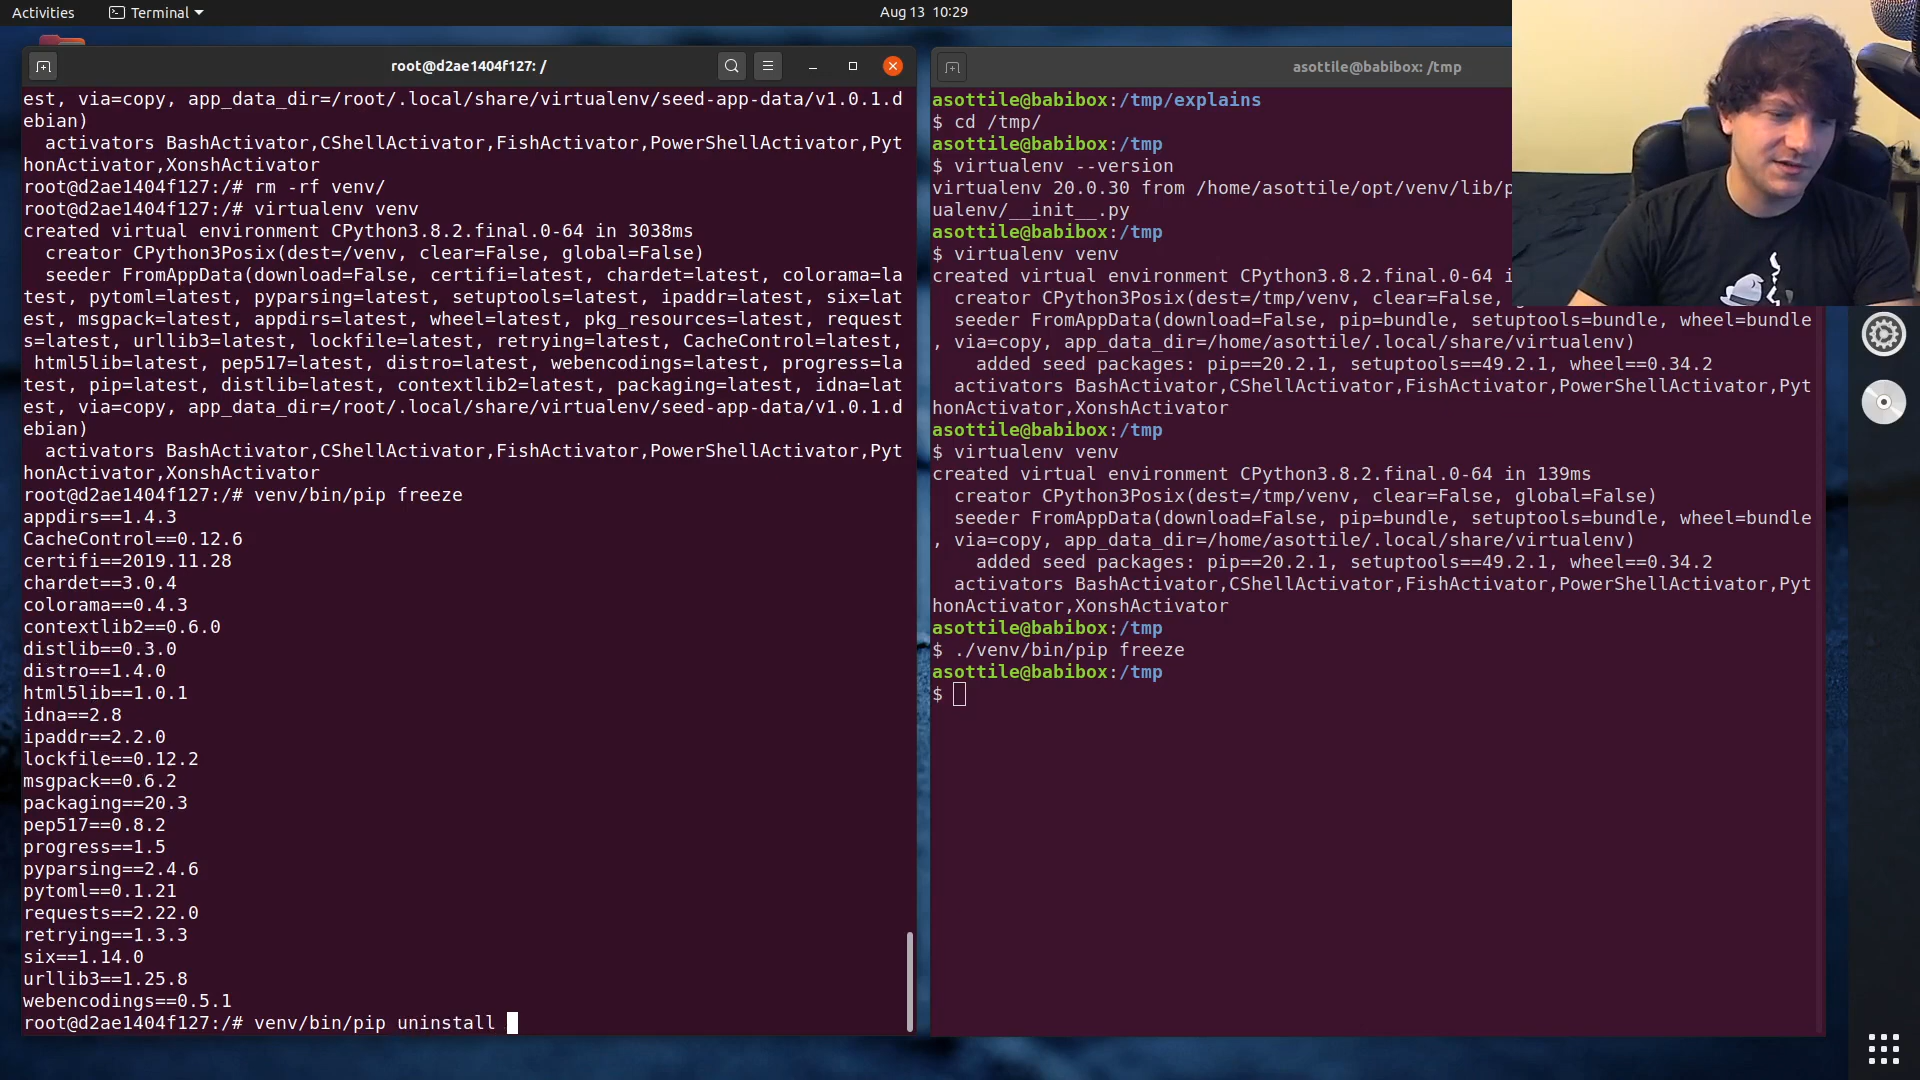 Activities
Terminal
Aug 13 10:29
root@d2ae1404f127: /
est, via=copy, app_data_dir=/root/.local/share/virtualenv/seed-app-data/v1.0.1.d
ebian)
  activators BashActivator,CShellActivator,FishActivator,PowerShellActivator,Pyt
honActivator,XonshActivator
root@d2ae1404f127:/# rm -rf venv/
root@d2ae1404f127:/# virtualenv venv
created virtual environment CPython3.8.2.final.0-64 in 3038ms
  creator CPython3Posix(dest=/venv, clear=False, global=False)
  seeder FromAppData(download=False, certifi=latest, chardet=latest, colorama=la
test, pytoml=latest, pyparsing=latest, setuptools=latest, ipaddr=latest, six=lat
est, msgpack=latest, appdirs=latest, wheel=latest, pkg_resources=latest, request
s=latest, urllib3=latest, lockfile=latest, retrying=latest, CacheControl=latest,
 html5lib=latest, pep517=latest, distro=latest, webencodings=latest, progress=la
test, pip=latest, distlib=latest, contextlib2=latest, packaging=latest, idna=lat
est, via=copy, app_data_dir=/root/.local/share/virtualenv/seed-app-data/v1.0.1.d
ebian)
  activators BashActivator,CShellActivator,FishActivator,PowerShellActivator,Pyt
honActivator,XonshActivator
root@d2ae1404f127:/# venv/bin/pip freeze
appdirs==1.4.3
CacheControl==0.12.6
certifi==2019.11.28
chardet==3.0.4
colorama==0.4.3
contextlib2==0.6.0
distlib==0.3.0
distro==1.4.0
html5lib==1.0.1
idna==2.8
ipaddr==2.2.0
lockfile==0.12.2
msgpack==0.6.2
packaging==20.3
pep517==0.8.2
progress==1.5
pyparsing==2.4.6
pytoml==0.1.21
requests==2.22.0
retrying==1.3.3
six==1.14.0
urllib3==1.25.8
webencodings==0.5.1
root@d2ae1404f127:/# venv/bin/pip uninstall
asottile@babibox: /tmp
asottile@babibox:/tmp/explains
$ cd /tmp/
asottile@babibox:/tmp
$ virtualenv --version
virtualenv 20.0.30 from /home/asottile/opt/venv/lib/p
ualenv/__init__.py
asottile@babibox:/tmp
$ virtualenv venv
created virtual environment CPython3.8.2.final.0-64 i
  creator CPython3Posix(dest=/tmp/venv, clear=False, g
  seeder FromAppData(download=False, pip=bundle, setuptools=bundle, wheel=bundle
, via=copy, app_data_dir=/home/asottile/.local/share/virtualenv)
    added seed packages: pip==20.2.1, setuptools==49.2.1, wheel==0.34.2
  activators BashActivator,CShellActivator,FishActivator,PowerShellActivator,Pyt
honActivator,XonshActivator
asottile@babibox:/tmp
$ virtualenv venv
created virtual environment CPython3.8.2.final.0-64 in 139ms
  creator CPython3Posix(dest=/tmp/venv, clear=False, global=False)
  seeder FromAppData(download=False, pip=bundle, setuptools=bundle, wheel=bundle
, via=copy, app_data_dir=/home/asottile/.local/share/virtualenv)
    added seed packages: pip==20.2.1, setuptools==49.2.1, wheel==0.34.2
  activators BashActivator,CShellActivator,FishActivator,PowerShellActivator,Pyt
honActivator,XonshActivator
asottile@babibox:/tmp
$ ./venv/bin/pip freeze
asottile@babibox:/tmp
$